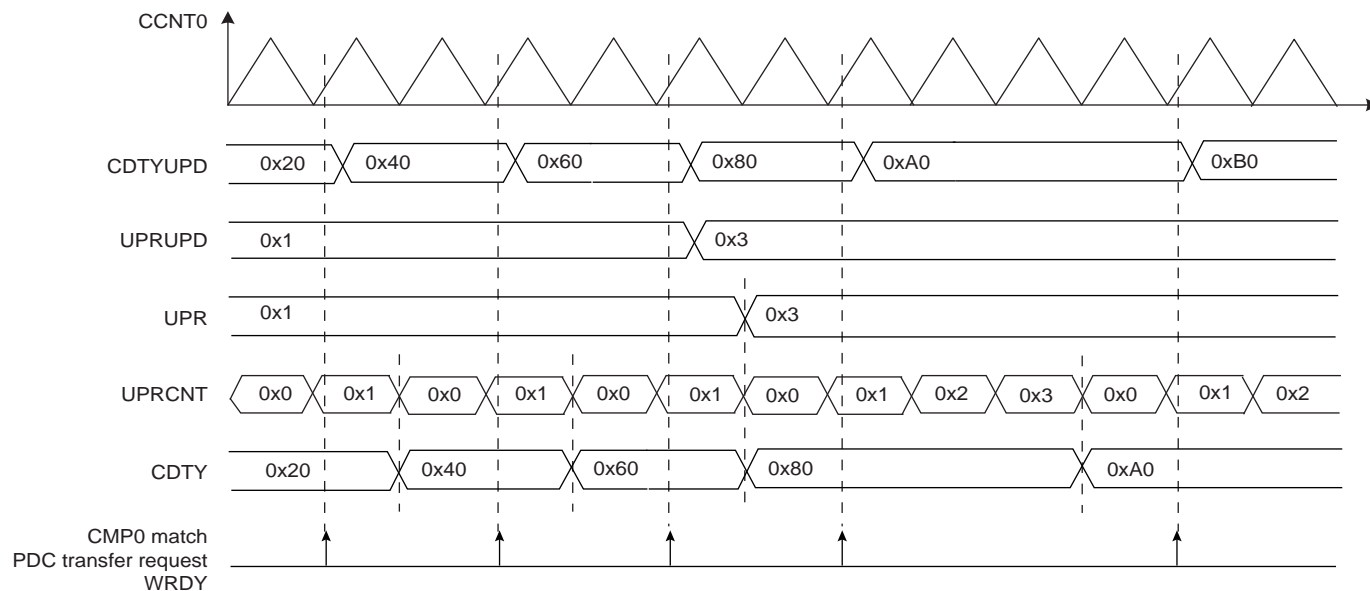 CCNT0
CDTYUPD 0x20 0x40 0x60 0x80 0xA0 0xB0
UPRUPD 0x1 0x3
UPR 0x1 0x3
UPRCNT 0x0 0x1 0x0 0x1 0x0 0x1 0x0 0x1 0x2 0x3 0x0 0x1 0x2
CDTY 0x20 0x40 0x60 0x80 0xA0
CMP0 match
PDC transfer request
WRDY